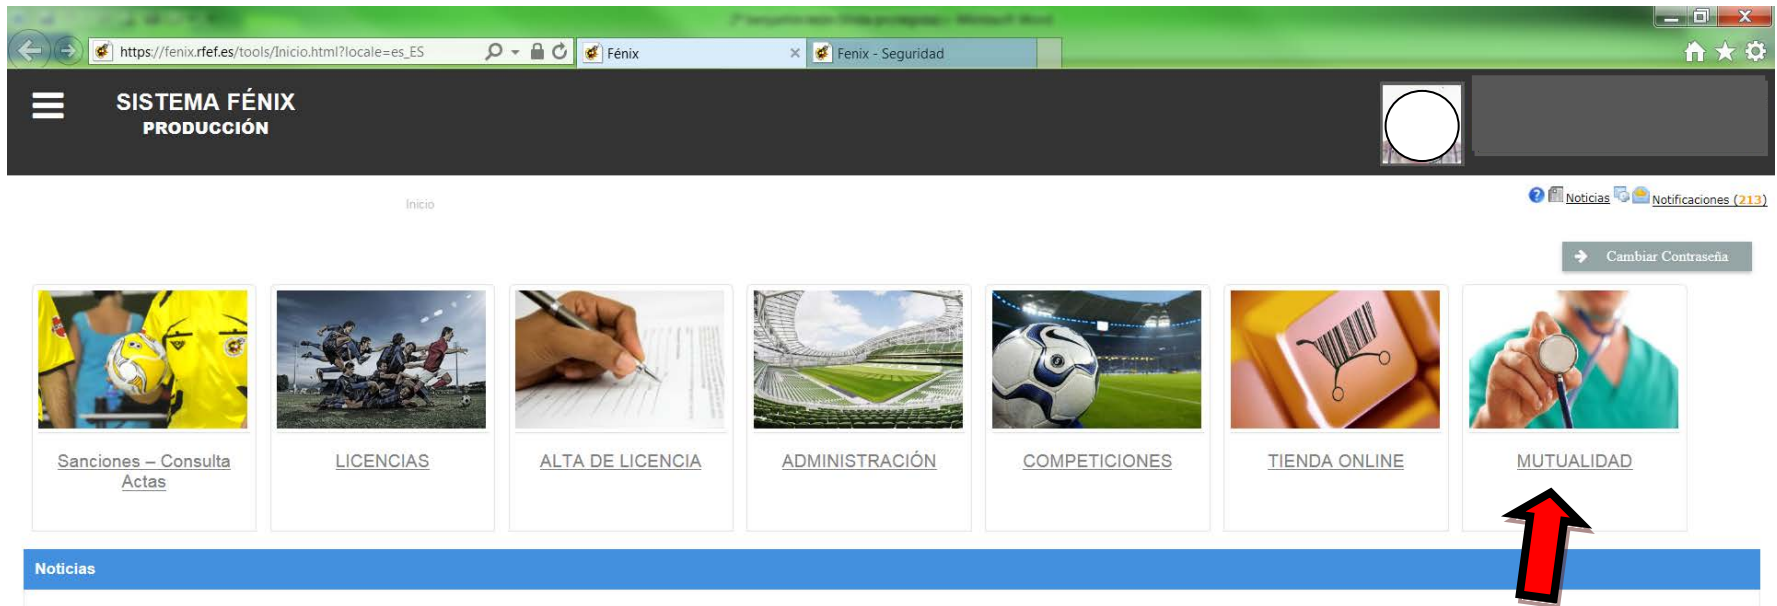 https://fenix.rfef.es/tools/Inicio.html?locale=es_ES
Fénix
Fenix - Seguridad
SISTEMA FÉNIX
PRODUCCIÓN
Inicio
Noticias
Notificaciones (213)
Cambiar Contraseña
Sanciones – Consulta
Actas
LICENCIAS
ALTA DE LICENCIA
ADMINISTRACIÓN
COMPETICIONES
TIENDA ONLINE
MUTUALIDAD
Noticias